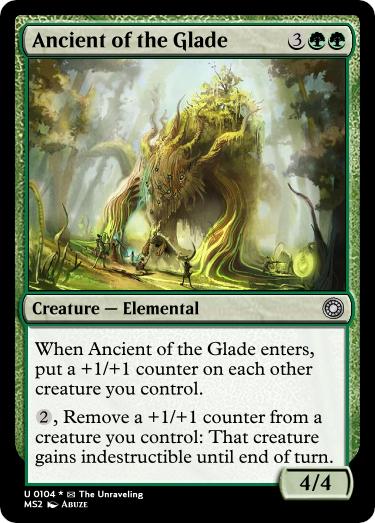 Ancient of the Glade 3
Creature — Elemental
When Ancient of the Glade enters,
put a +1/+1 counter on each other
creature you control.
2, Remove a +1/+1 counter from a
creature you control: That creature
gains indestructible until end of turn.
4/4
U 0104 * The Unraveling
MS2 Abuze